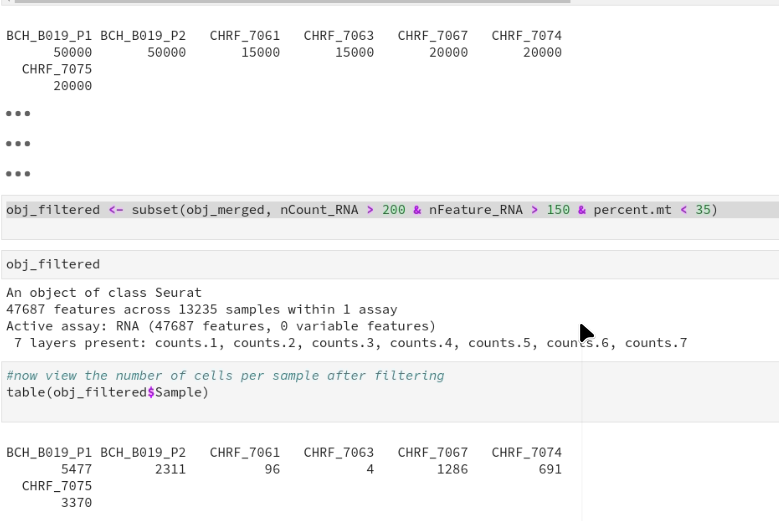 BCH_B019_P1 BCH_B019_P2 CHRF_7061 CHRF_7063 CHRF_7067 CHRF_7074
50000 50000 15000 15000 20000 20000
CHRF_7075
20000
obj_filtered <- subset(obj_merged, nCount_RNA > 200 & nFeature_RNA > 150 & percent.mt < 35)
obj_filtered
An object of class Seurat
47687 features across 13235 samples within 1 assay
Active assay: RNA (47687 features, 0 variable features)
7 layers present: counts.1, counts.2, counts.3, counts.4, counts.5, counts.6, counts.7
#now view the number of cells per sample after filtering
table(obj_filtered$Sample)
BCH_B019_P1 BCH_B019_P2 CHRF_7061 CHRF_7063 CHRF_7067 CHRF_7074
5477 2311 96 4 1286 691
CHRF_7075
3370